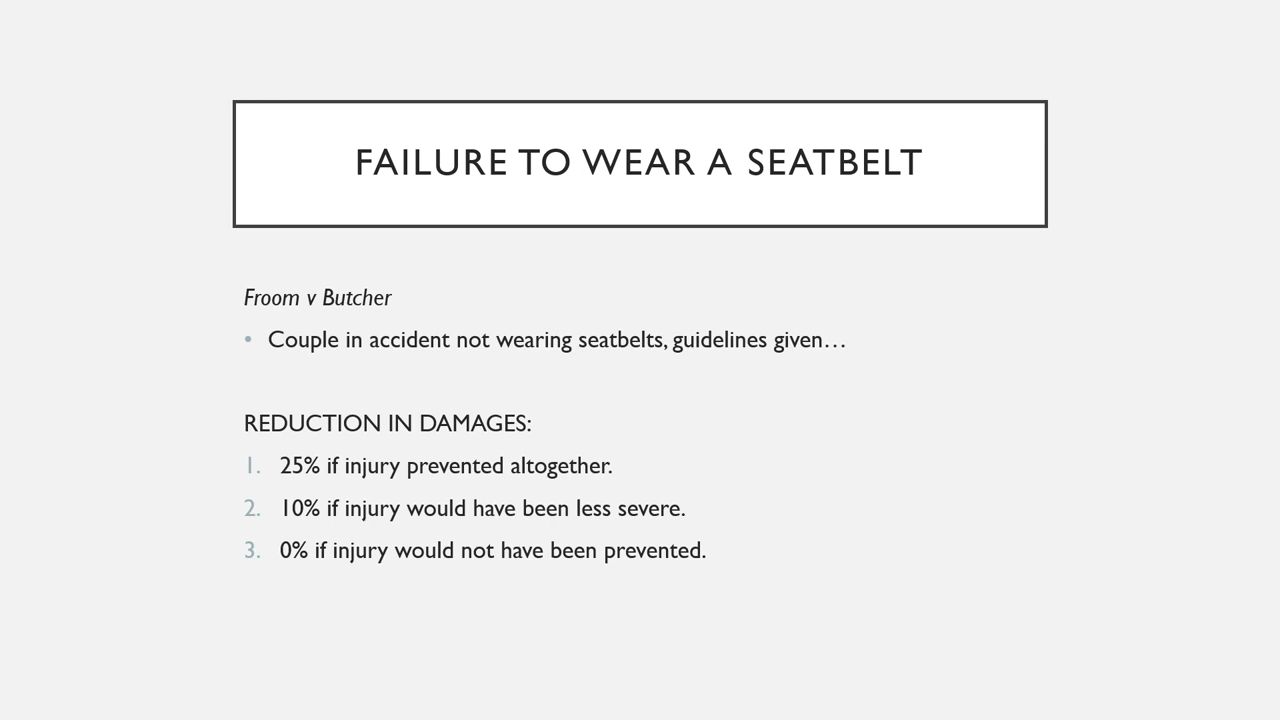 FAILURE TO WEAR A SEATBELT
Froom v Butcher
• Couple in accident not wearing seatbelts, guidelines given…
REDUCTION IN DAMAGES:
1. 25% if injury prevented altogether.
2. 10% if injury would have been less severe.
3. 0% if injury would not have been prevented.